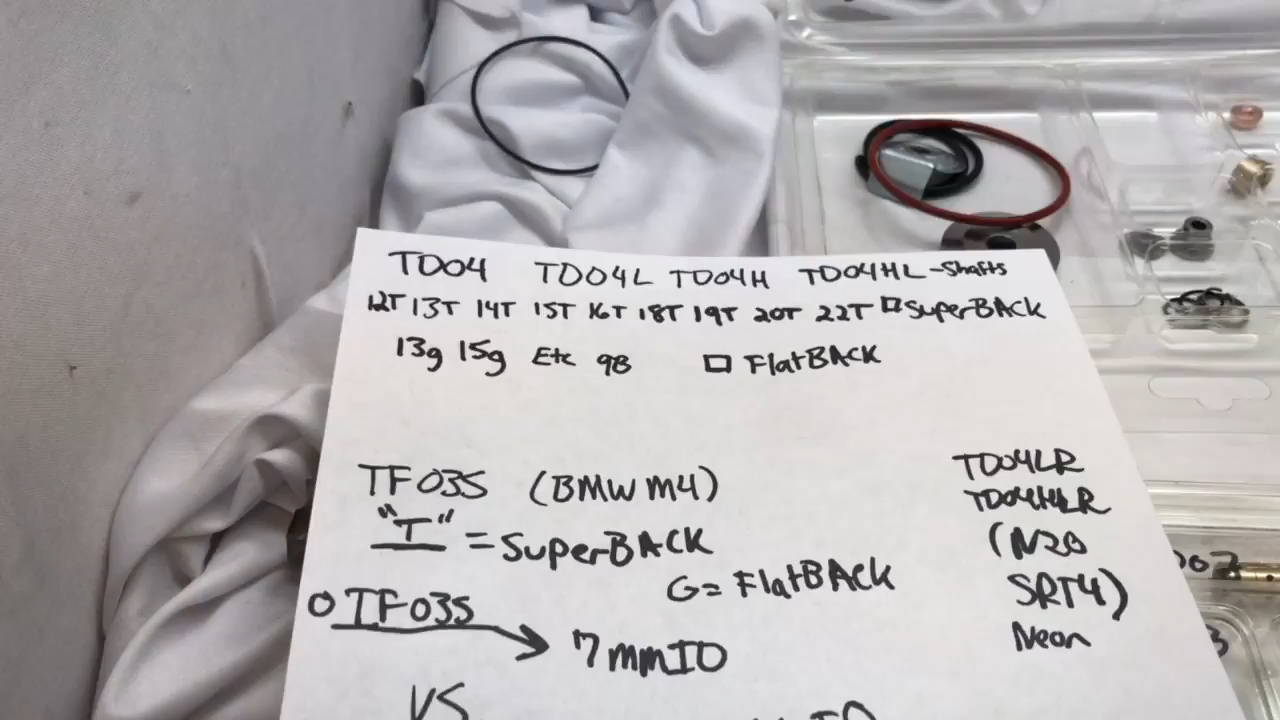 TD04 TD04L TD04H TD04HL -Shafts
12T 13T 14T 15T 16T 18T 19T 20T 22T SuperBACK
13g 15g Etc 9B FlatBACK
TF035 (BMW M4)
"T" = SuperBACK
G= FlatBACK
TF035
7mmID
VS
TD04LR
TD04HLR
(N20
SRT4)
Neon